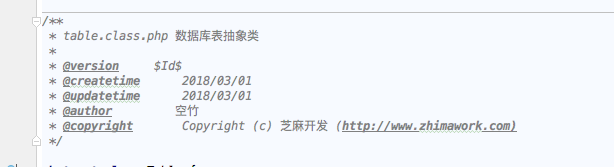 /**
* table.class.php 数据库表抽象类
*
* @version $Id$
* @createtime 2018/03/01
* @updatetime 2018/03/01
* @author 空竹
* @copyright Copyright (c) 芝麻开发 (http://www.zhimawork.com)
*/